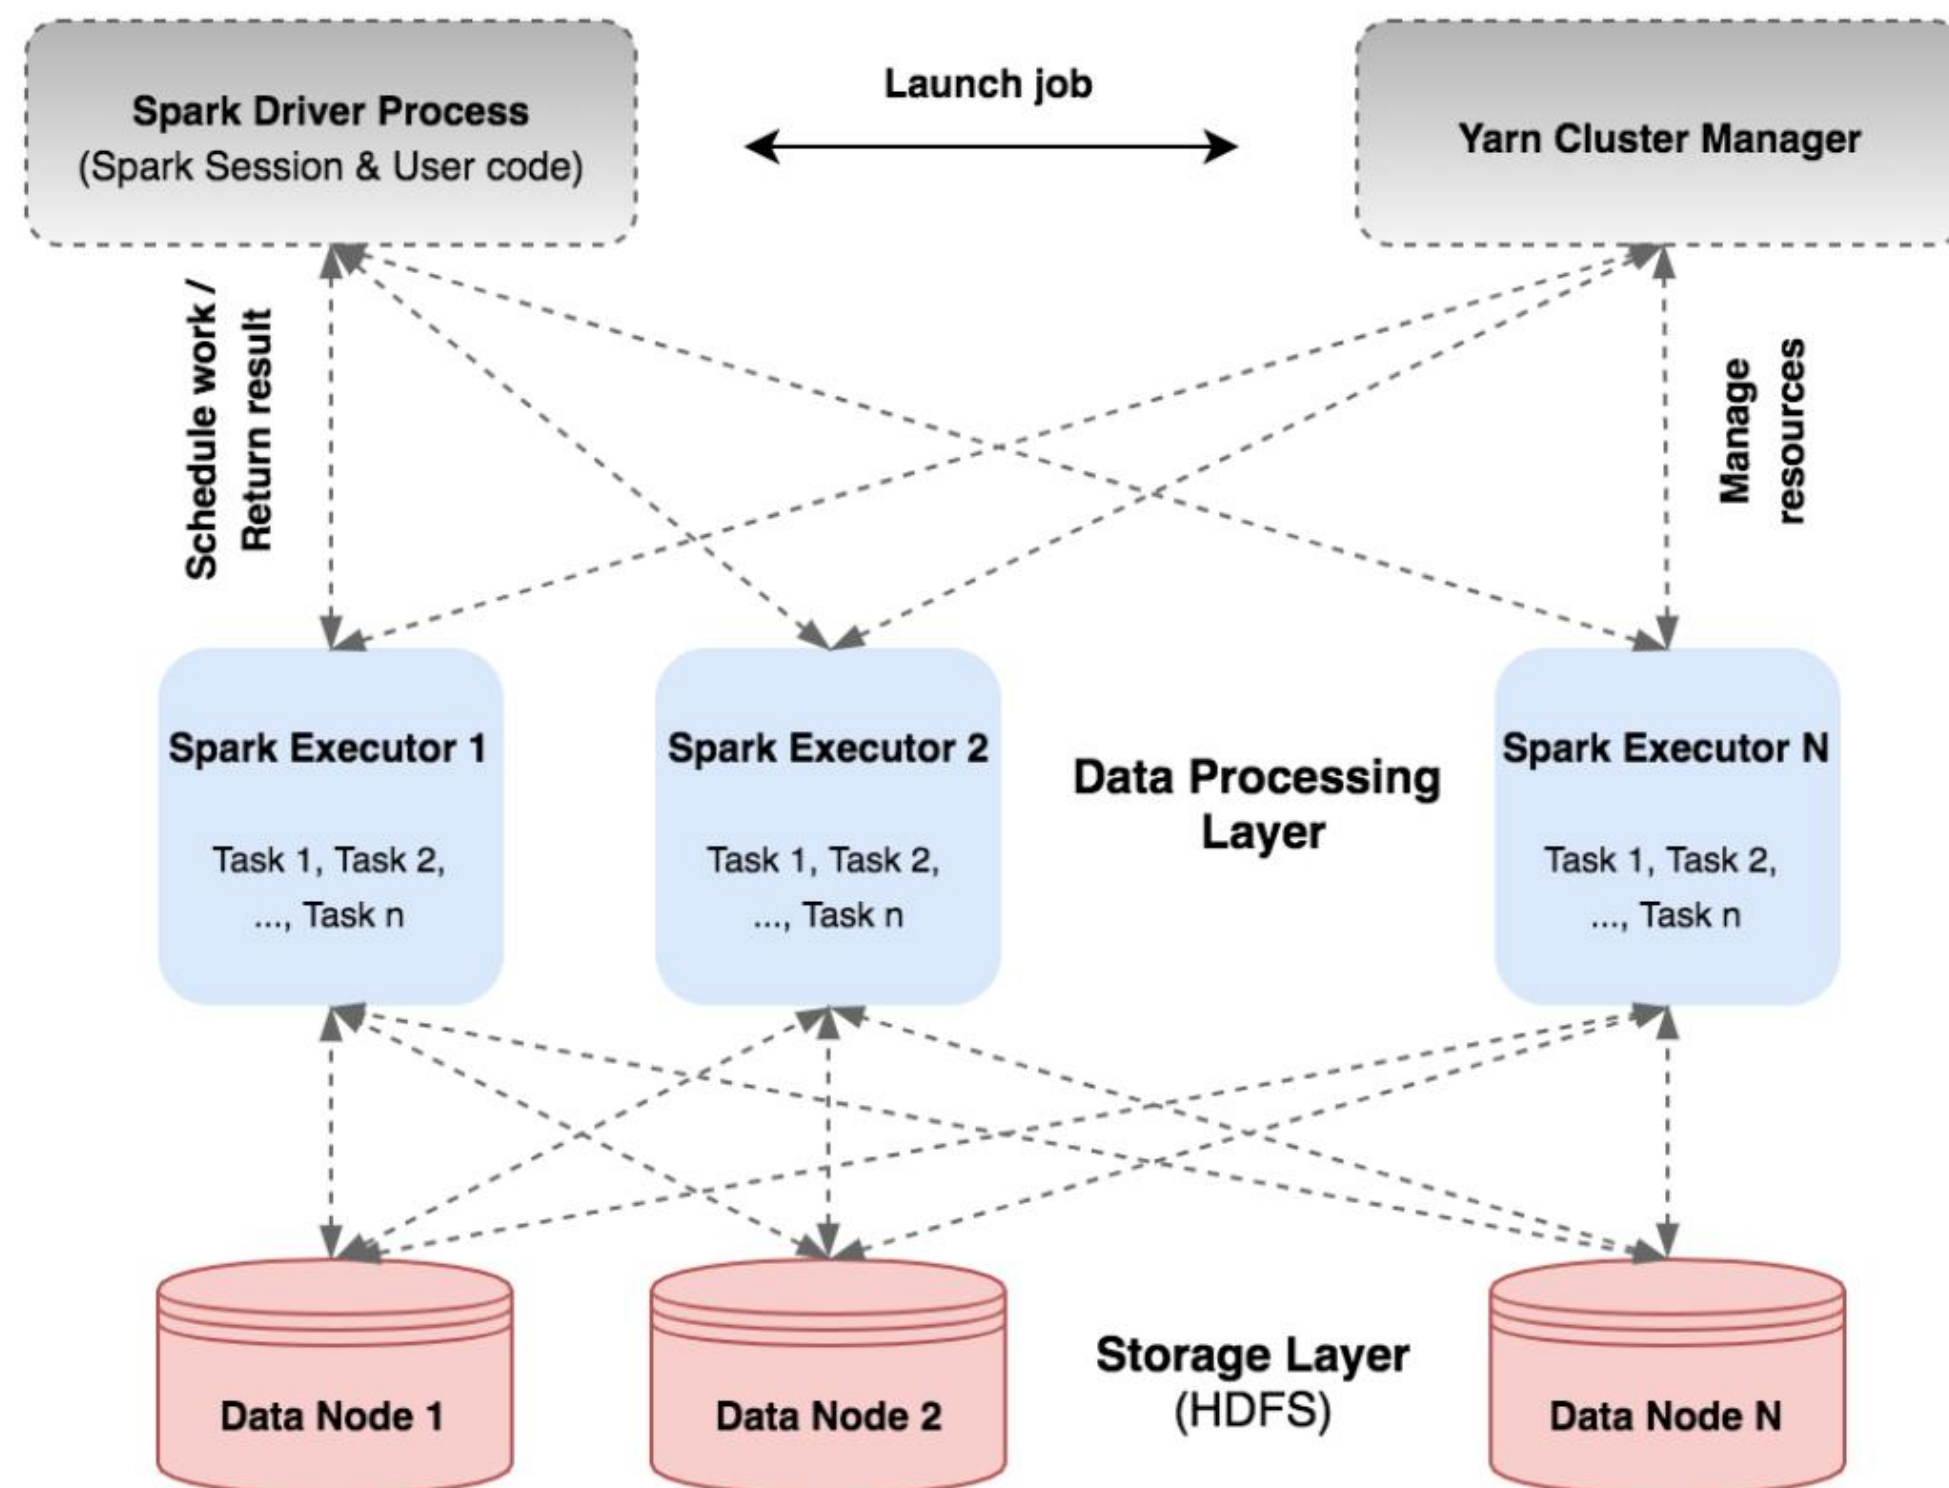 Spark Driver Process
(Spark Session & User code)
Launch job
Yarn Cluster Manager
Schedule work /
Return result
Manage
resources
Spark Executor 1
Task 1, Task 2,
..., Task n
Spark Executor 2
Task 1, Task 2,
..., Task n
Data Processing
Layer
Spark Executor N
Task 1, Task 2,
..., Task n
Data Node 1
Data Node 2
Storage Layer
(HDFS)
Data Node N